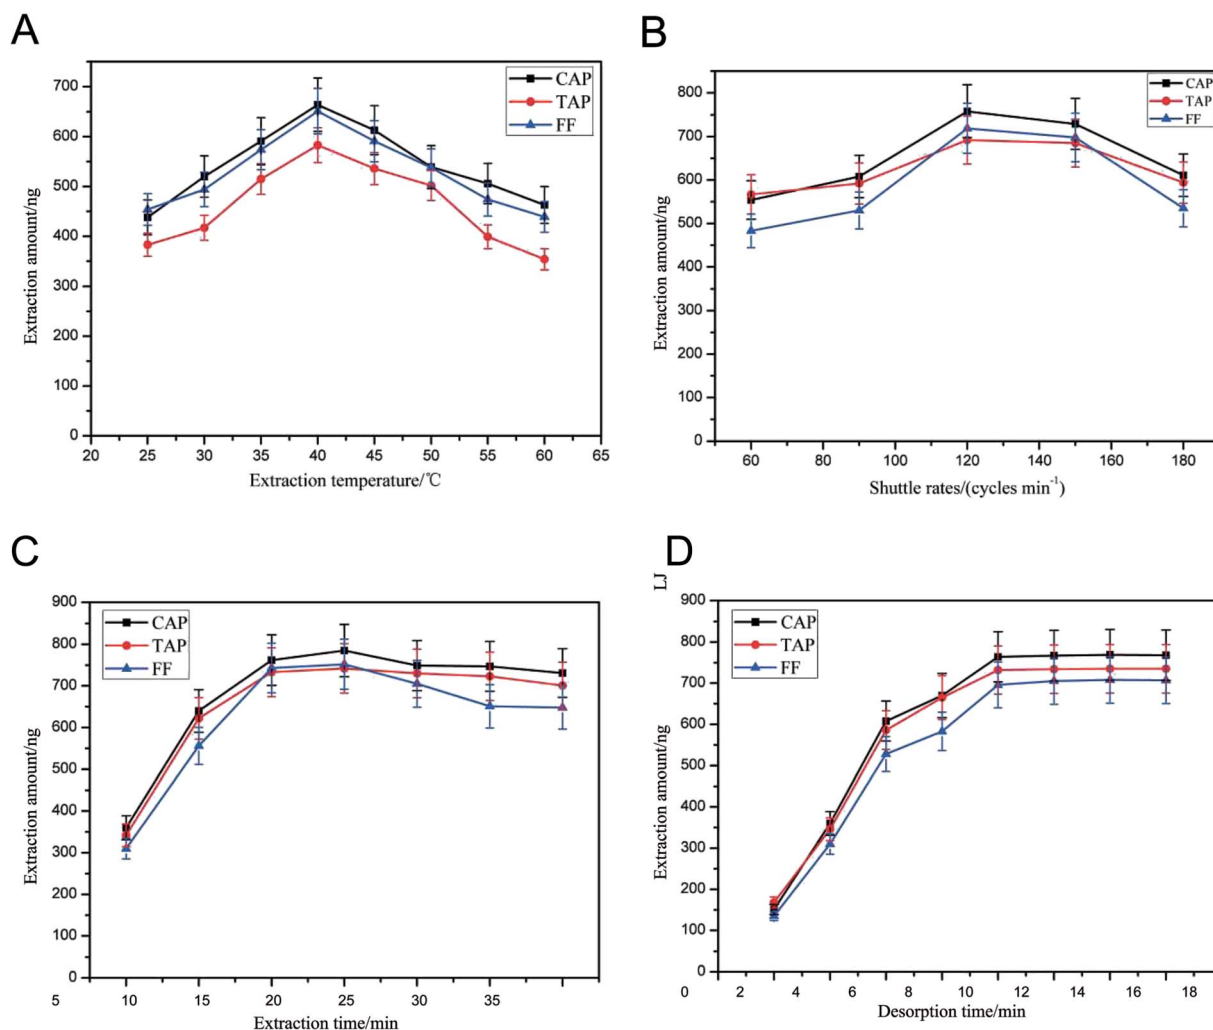 A
700
600
500
400
300
200
100
0
Extraction amount/ng
CAP
TAP
FF
20 25 30 35 40 45 50 55 60 65
Extraction temperature/℃
B
800
700
600
500
400
300
200
100
0
Extraction amount/ng
CAP
TAP
FF
60 80 100 120 140 160 180
Shuttle rates/(cycles min⁻¹)
C
900
800
700
600
500
400
300
200
100
0
Extraction amount/ng
CAP
TAP
FF
5 10 15 20 25 30 35
Extraction time/min
D
LJ
900
800
700
600
500
400
300
200
100
0
Extraction amount/ng
CAP
TAP
FF
0 2 4 6 8 10 12 14 16 17 18
Desorption time/min